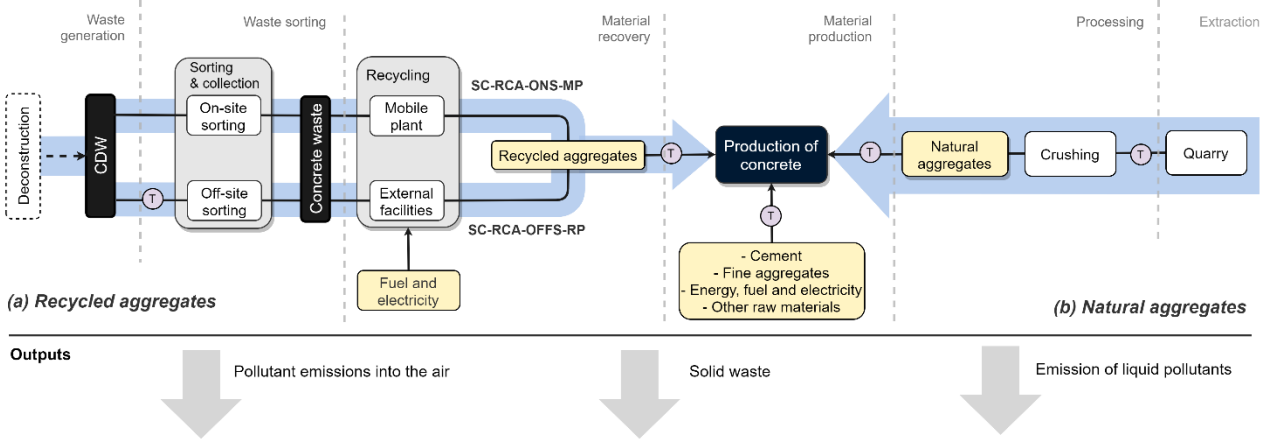 Waste
generation
Waste sorting
Material
recovery
Material
production
Processing
Extraction
Deconstruction
CDW
Sorting
& collection
On-site
sorting
T
Off-site
sorting
Concrete waste
Recycling
Mobile
plant
External
facilities
SC-RCA-ONS-MP
Recycled aggregates
SC-RCA-OFFS-RP
Fuel and
electricity
T
Production of
concrete
T
- Cement
- Fine aggregates
- Energy, fuel and electricity
- Other raw materials
T
Natural
aggregates
Crushing
T
Quarry
(a) Recycled aggregates
(b) Natural aggregates
Outputs
Pollutant emissions into the air
Solid waste
Emission of liquid pollutants